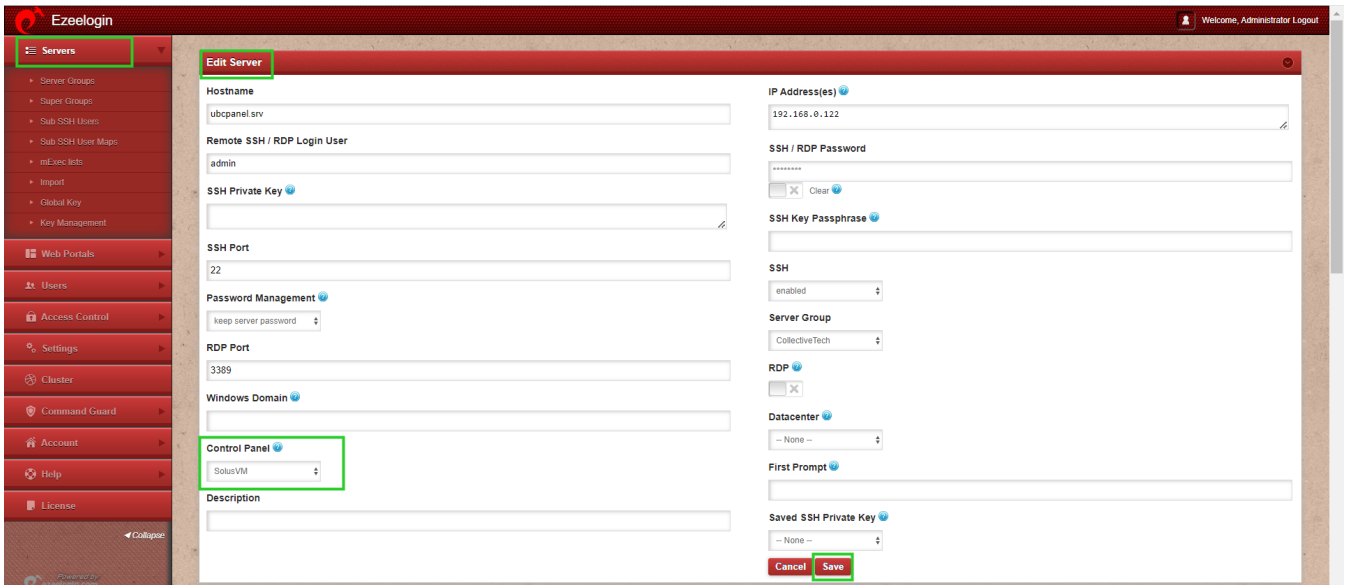 Ezeelogin
Welcome, Administrator Logout
Servers
Server Groups
Super Groups
Sub SSH Users
Sub SSH User Maps
mExec lists
Import
Global Key
Key Management
Web Portals
Users
Access Control
Settings
Cluster
Command Guard
Account
Help
License
Collapse
Powered by
ezeelogin.com
Edit Server
Hostname
ubcpanel.srv
Remote SSH / RDP Login User
admin
SSH Private Key
SSH Port
22
Password Management
keep server password
RDP Port
3389
Windows Domain
Control Panel
SolusVM
Description
IP Address(es)
192.168.0.122
SSH / RDP Password
********
Clear
SSH Key Passphrase
SSH
enabled
Server Group
CollectiveTech
RDP
Datacenter
-- None --
First Prompt
Saved SSH Private Key
-- None --
Cancel Save